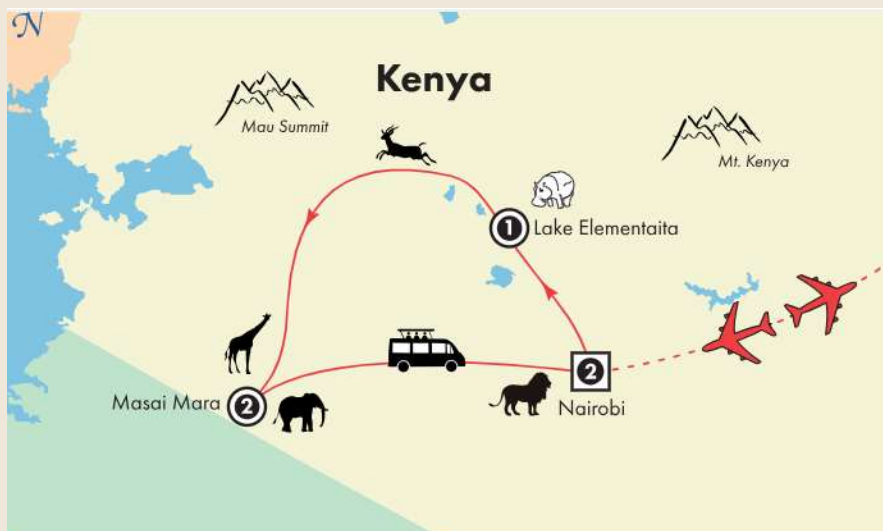 N
Kenya
Mau Summit
Mt. Kenya
1 Lake Elementaita
Masai Mara 2
2
Nairobi